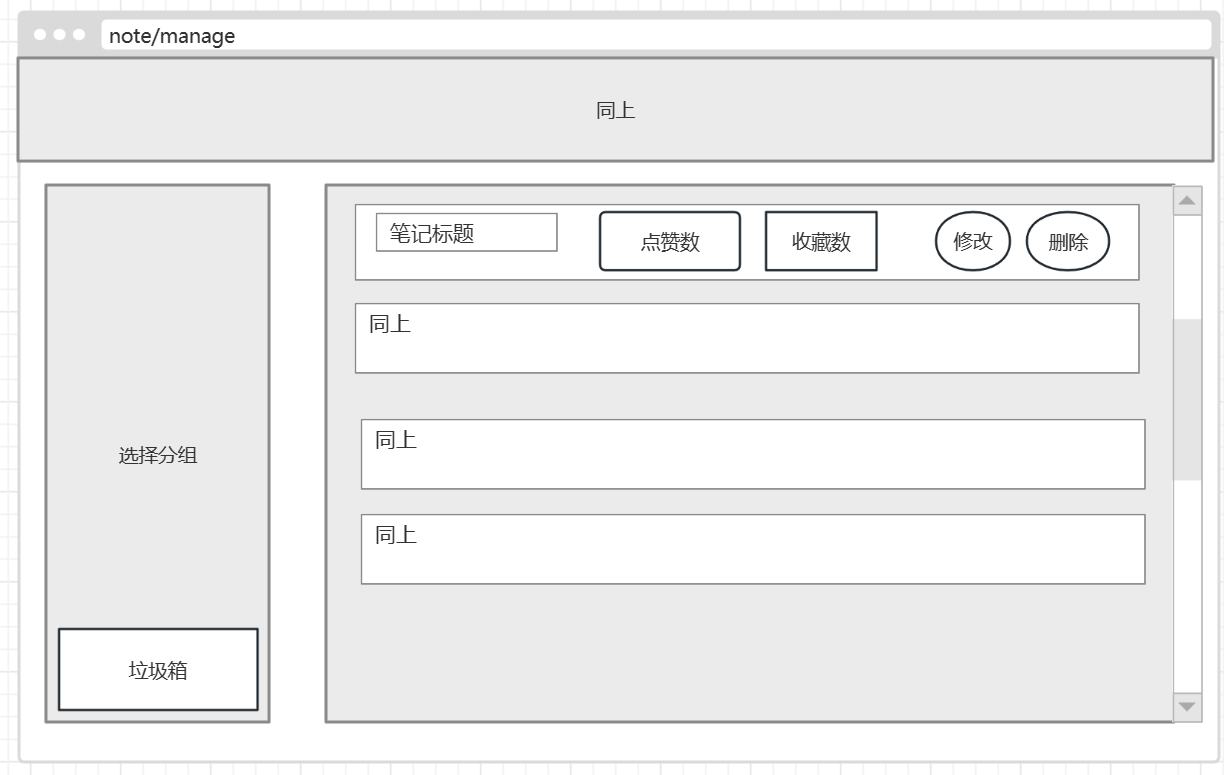 note/manage
同上
选择分组
垃圾箱
笔记标题
点赞数
收藏数
修改
删除
同上
同上
同上